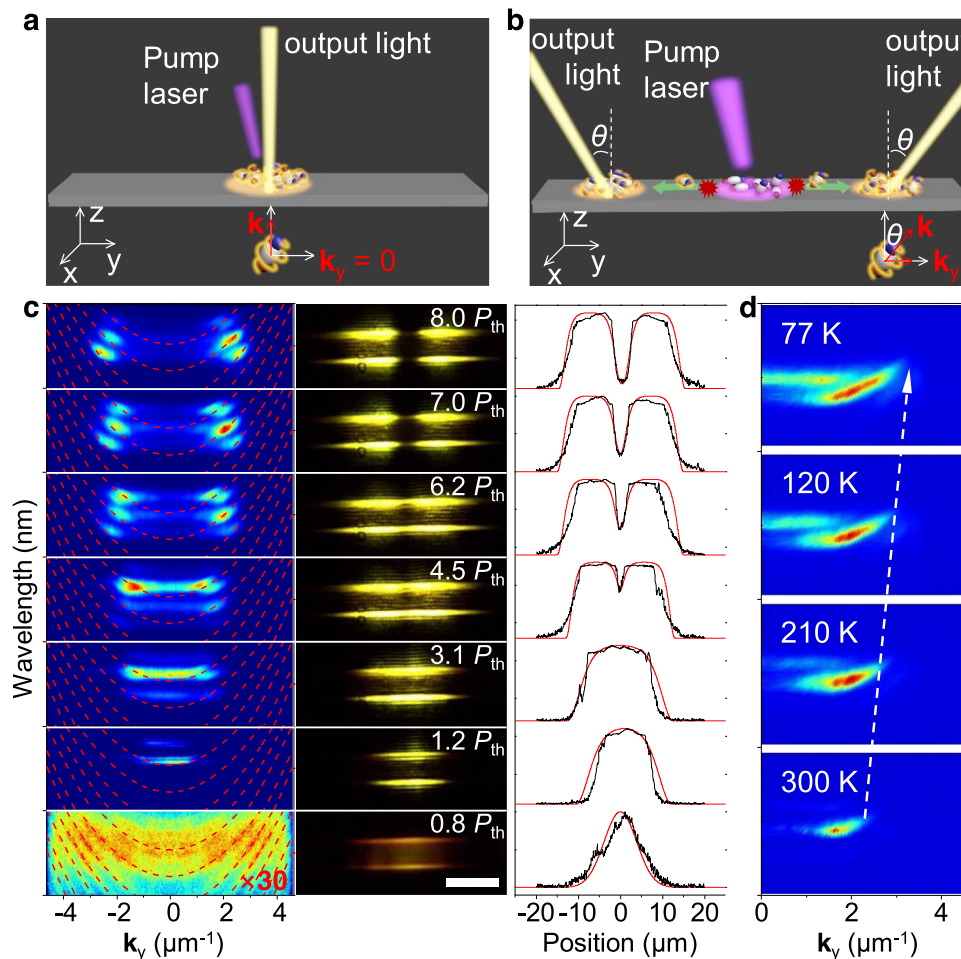 a
output light
Pump
laser
z
y
x
k
k_y = 0
b
output
light
Pump
laser
outpu
light
θ
θ
z
y
x
θ
k
k_y
c
Wavelength (nm)
8.0 P_th
7.0 P_th
6.2 P_th
4.5 P_th
3.1 P_th
1.2 P_th
0.8 P_th
×30
-4 -2 0 2 4
k_y (μm⁻¹)
-20 -10 0 10 20
Position (μm)
d
77 K
120 K
210 K
300 K
0 2 4
k_y (μm⁻¹)